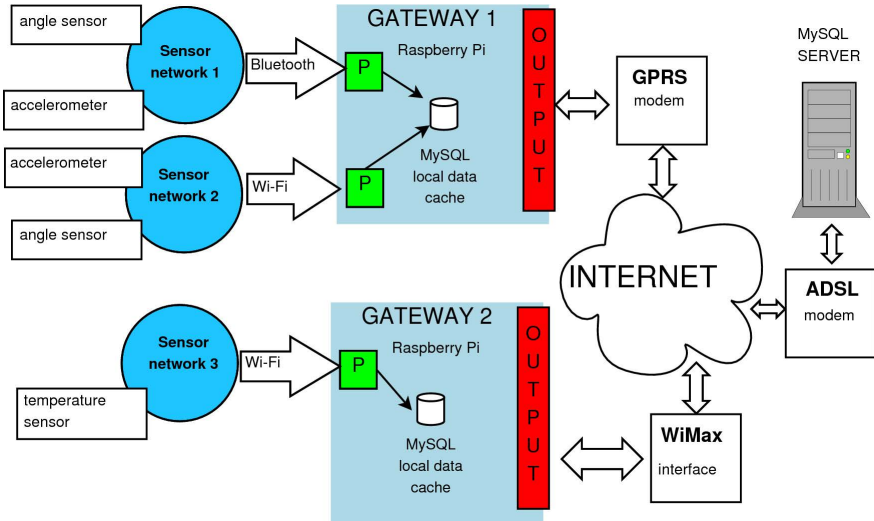 angle sensor
Sensor
network 1
accelerometer
Bluetooth
GATEWAY 1
Raspberry Pi
P
MySQL
local data
cache
OUTPUT
GPRS
modem
MySQL
SERVER
accelerometer
Sensor
network 2
angle sensor
Wi-Fi
P
INTERNET
ADSL
modem
Sensor
network 3
temperature
sensor
Wi-Fi
GATEWAY 2
Raspberry Pi
P
MySQL
local data
cache
OUTPUT
WiMax
interface